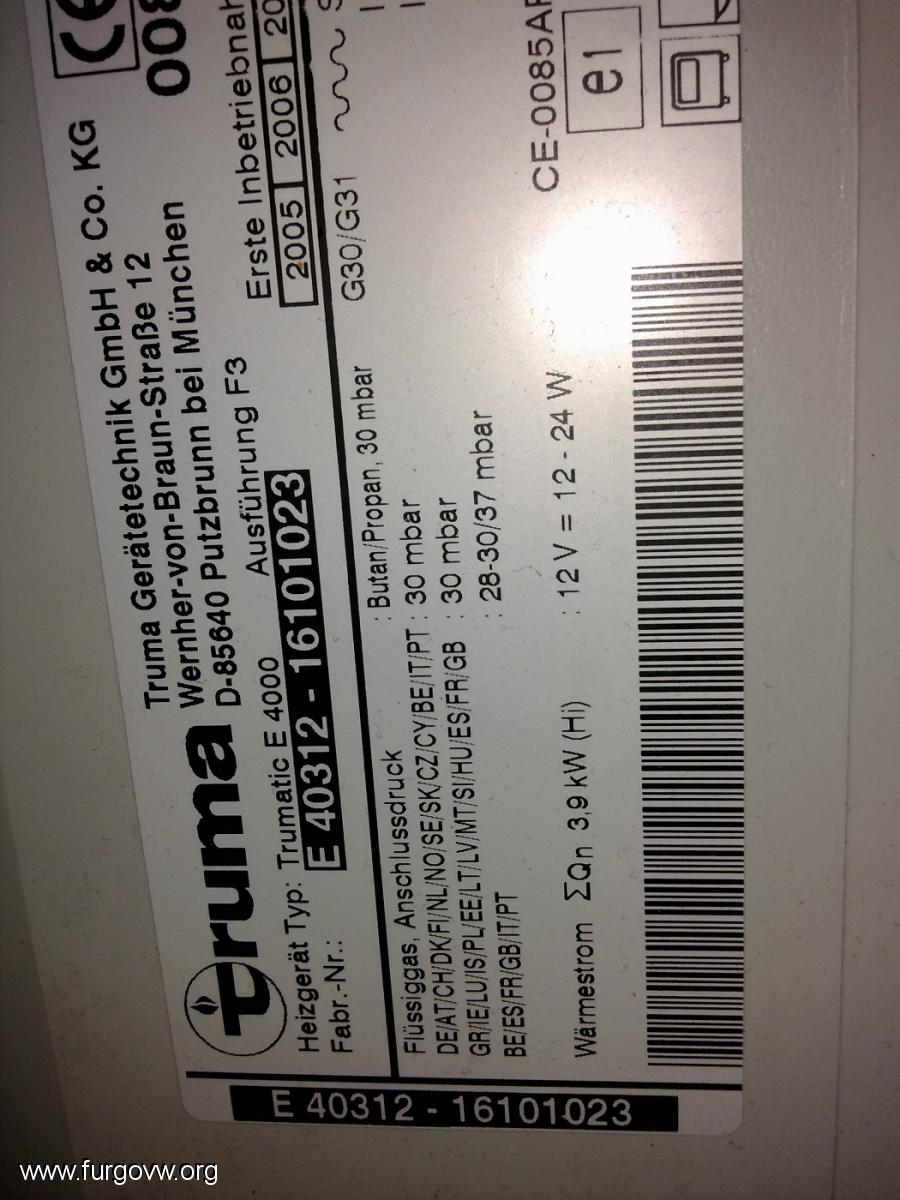 truma
Truma Gerätetechnik GmbH & Co. KG
Wernher-von-Braun-Straße 12
D-85640 Putzbrunn bei München
CE
008
Heizgerät Typ: Trumatic E 4000 Ausführung F3
Fabr.-Nr.: E 40312 - 16101023
Erste Inbetriebnah
2005 2006 20
G30/G31
Flüssiggas, Anschlussdruck : Butan/Propan, 30 mbar
DE/AT/CH/DK/FI/NL/NO/SE/SK/CZ/CY/BE/IT/PT : 30 mbar
GR/IE/LU/IS/PL/EE/LT/LV/MT/SI/HU/ES/FR/GB : 30 mbar
BE/ES/FR/GB/IT/PT : 28-30/37 mbar
Wärmestrom ΣQn 3,9 kW (Hi) : 12 V = 12 - 24 W
CE-0085AP
e1
E 40312 - 16101023
www.furgovw.org